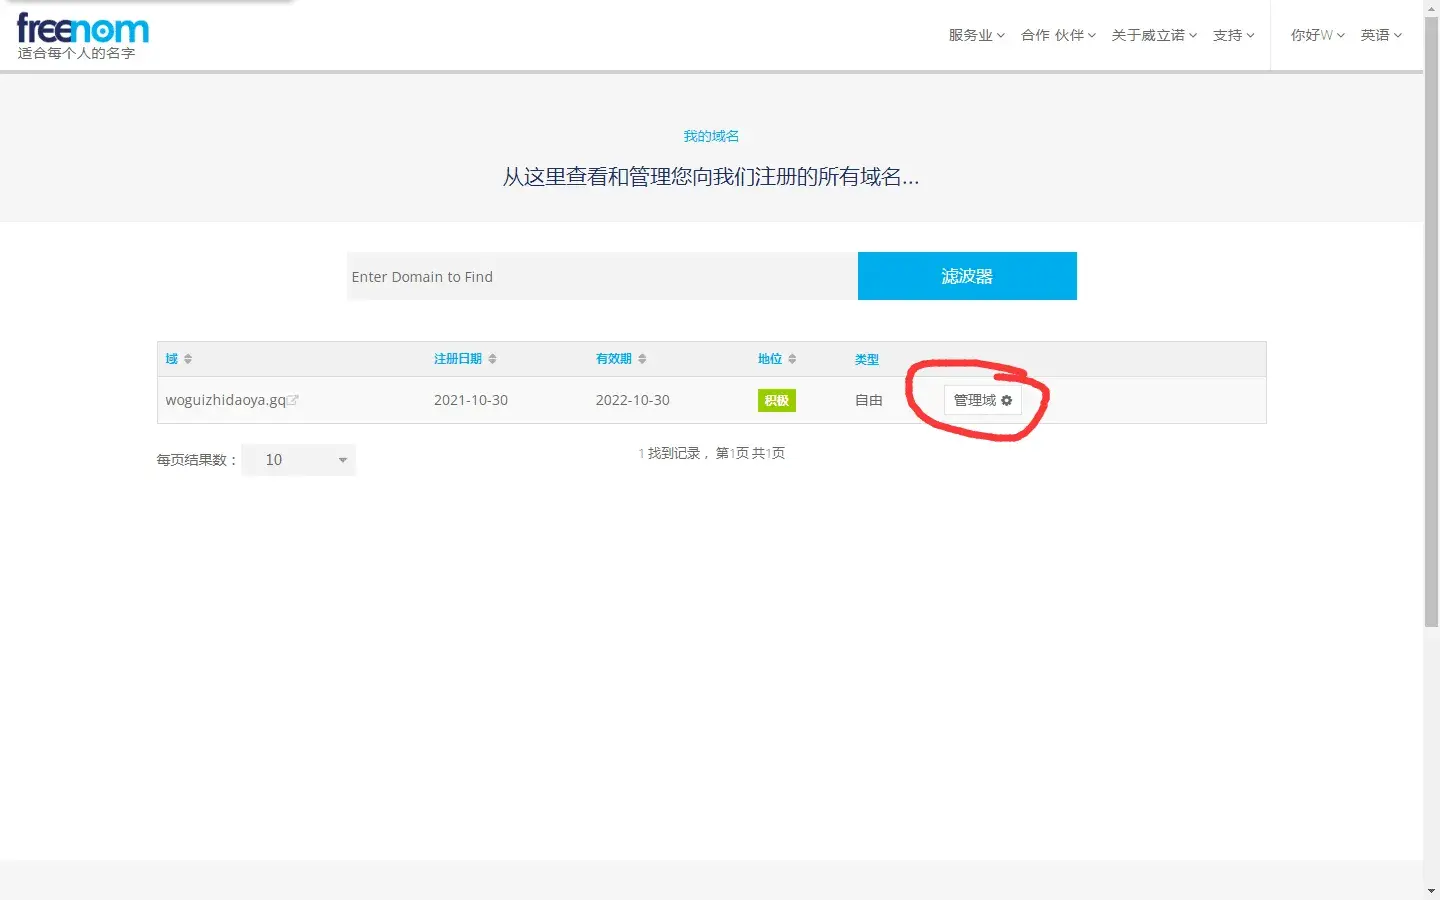 freenom
适合每个人的名字
服务业 合作 伙伴 关于威立诺 支持 你好W 英语
我的域名
从这里查看和管理您向我们注册的所有域名...
Enter Domain to Find 滤波器
域 注册日期 有效期 地位 类型
woguizhidaoya.gq 2021-10-30 2022-10-30 积极 自由 管理域
每页结果数： 10 1 找到记录， 第1页 共1页